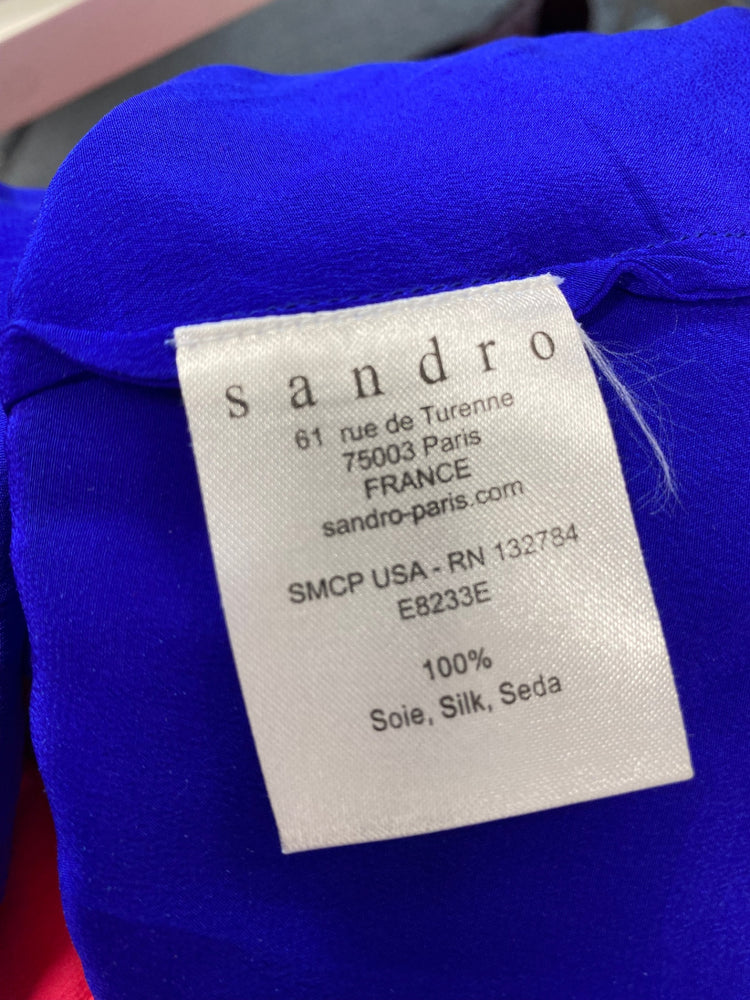 sandro
61 rue de Turenne
75003 Paris
FRANCE
sandro-paris.com
SMCP USA - RN 132784
E8233E
100%
Soie, Silk, Seda